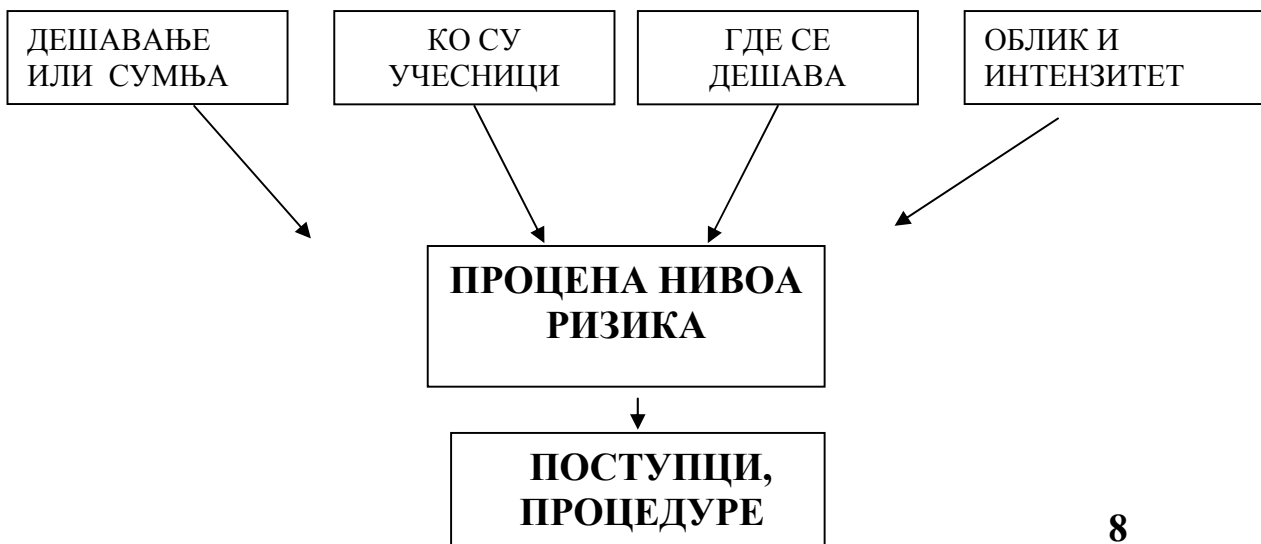 ДЕШАВАЊЕ
ИЛИ СУМЊА
КО СУ
УЧЕСНИЦИ
ГДЕ СЕ
ДЕШАВА
ОБЛИК И
ИНТЕНЗИТЕТ
ПРОЦЕНА НИВОА
РИЗИКА
ПОСТУПЦИ,
ПРОЦЕДУРЕ
8